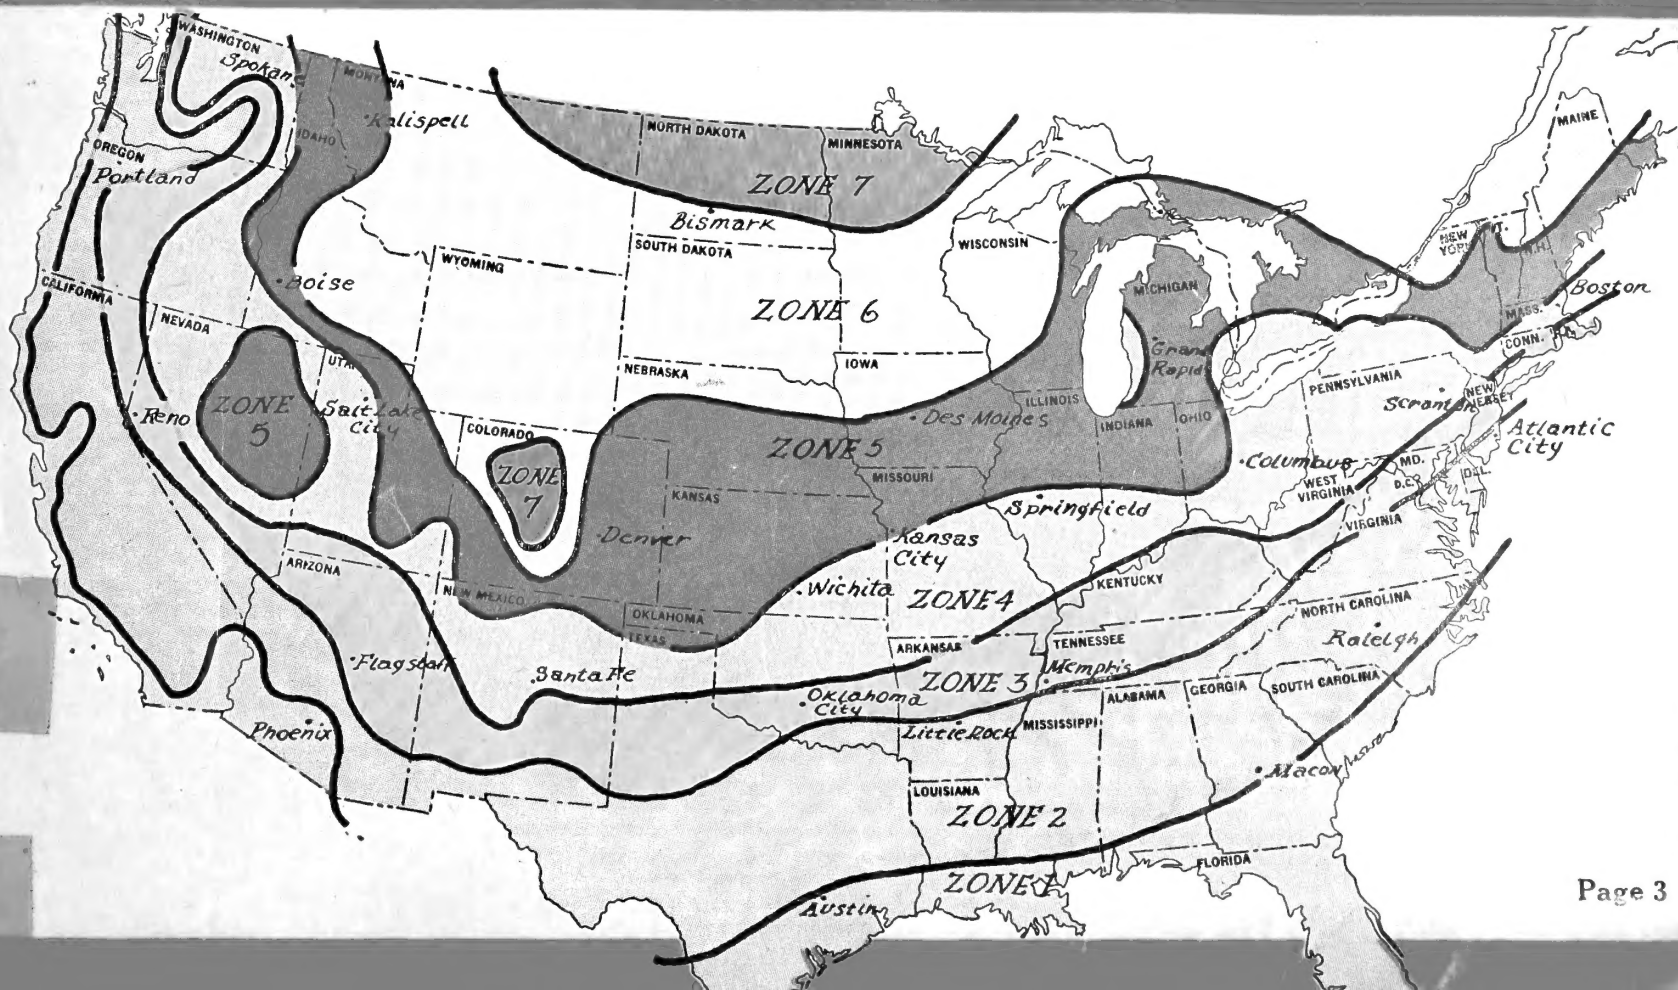 WASHINGTON
Spokane
MONTANA
Kalispell
IDAHO
NORTH DAKOTA
MINNESOTA
MAINE
OREGON
Portland
ZONE 7
Bismark
SOUTH DAKOTA
WISCONSIN
NEW
YORK
VT.
N.H.
WYOMING
CALIFORNIA
Boise
MICHIGAN
Boston
MASS.
NEVADA
ZONE 6
CONN.
UTAH
NEBRASKA
IOWA
Grand
Rapids
PENNSYLVANIA
Scranton
NEW
JERSEY
Reno
ZONE
5
Salt Lake
City
COLORADO
Des Moines
ILLINOIS
INDIANA
OHIO
Atlantic
City
ZONE
7
ZONE 5
MISSOURI
Columbus
MD.
DEL.
WEST
VIRGINIA
D.C.
KANSAS
Springfield
VIRGINIA
Denver
Kansas
City
ARIZONA
NEW MEXICO
Wichita
ZONE 4
KENTUCKY
NORTH CAROLINA
OKLAHOMA
TEXAS
ARKANSAS
TENNESSEE
Raleigh
Flagstaff
Santa Fe
ZONE 3
Memphis
Oklahoma
City
ALABAMA
GEORGIA
SOUTH CAROLINA
Phoenix
Little Rock
MISSISSIPPI
Macon
LOUISIANA
ZONE 2
FLORIDA
ZONE 1
Austin
Page 3